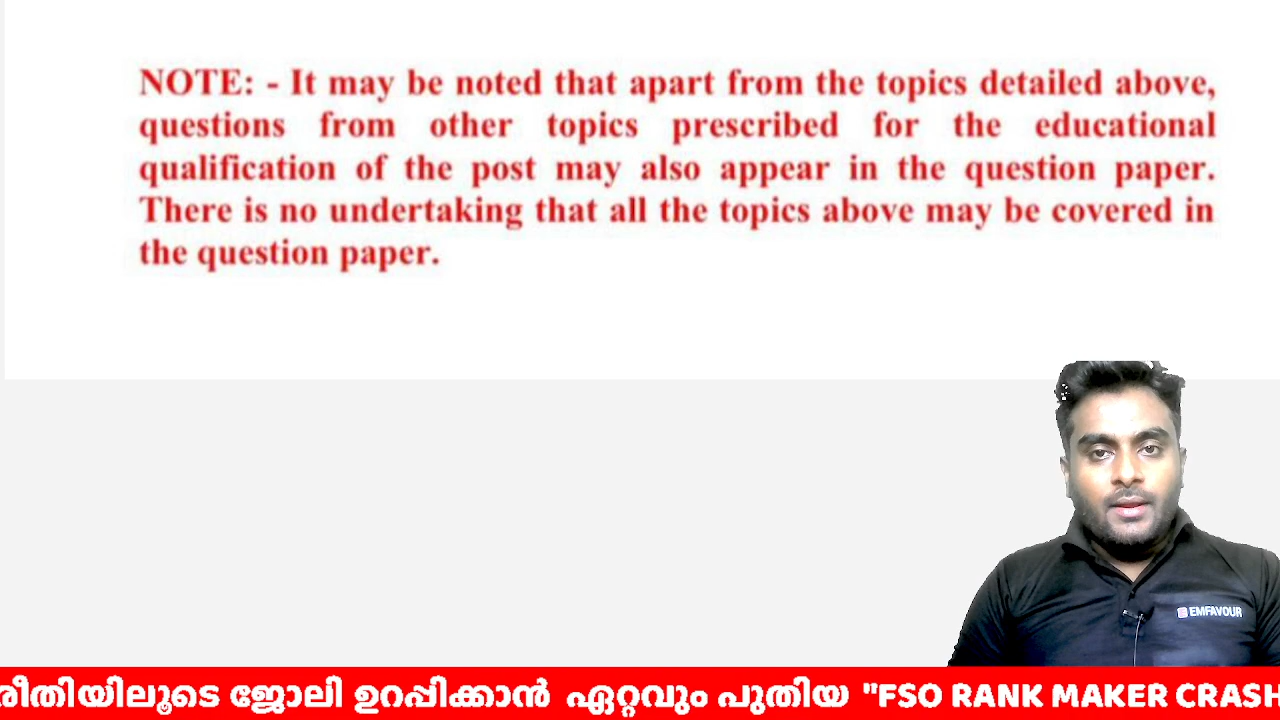 NOTE: - It may be noted that apart from the topics detailed above,
questions from other topics prescribed for the educational
qualification of the post may also appear in the question paper.
There is no undertaking that all the topics above may be covered in
the question paper.
EMFAVOUR
രീതിയിലൂടെ ജോലി ഉറപ്പിക്കാൻ ഏറ്റവും പുതിയ "FSO RANK MAKER CRASH